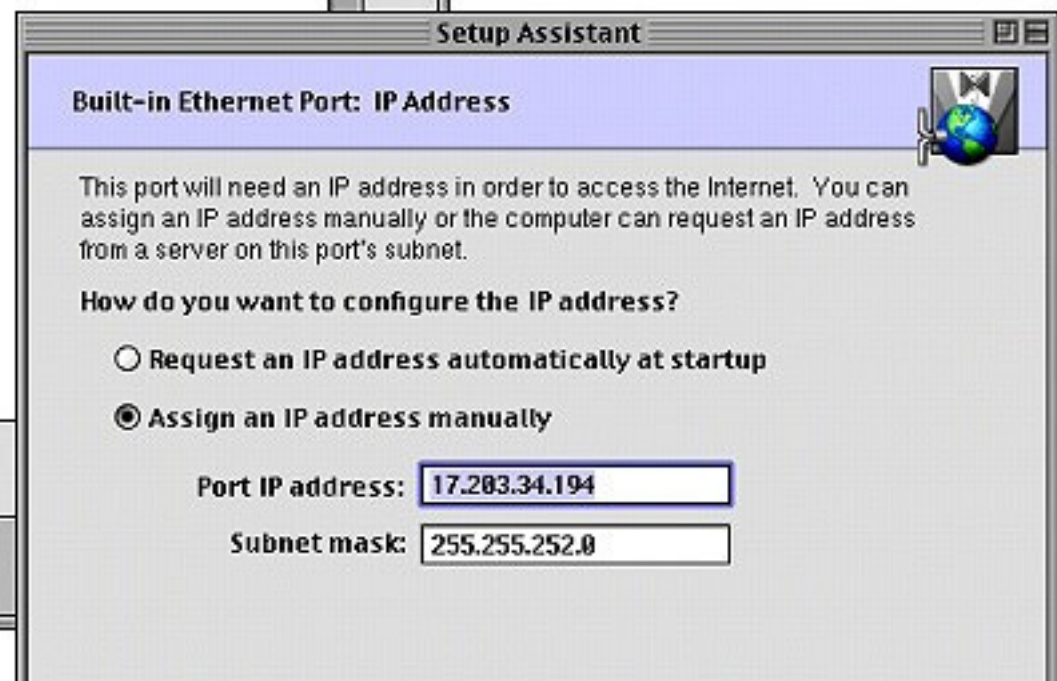 Setup Assistant
Built-in Ethernet Port: IP Address
This port will need an IP address in order to access the Internet. You can
assign an IP address manually or the computer can request an IP address
from a server on this port's subnet.
How do you want to configure the IP address?
Request an IP address automatically at startup
Assign an IP address manually
Port IP address: 17.203.34.194
Subnet mask: 255.255.252.0